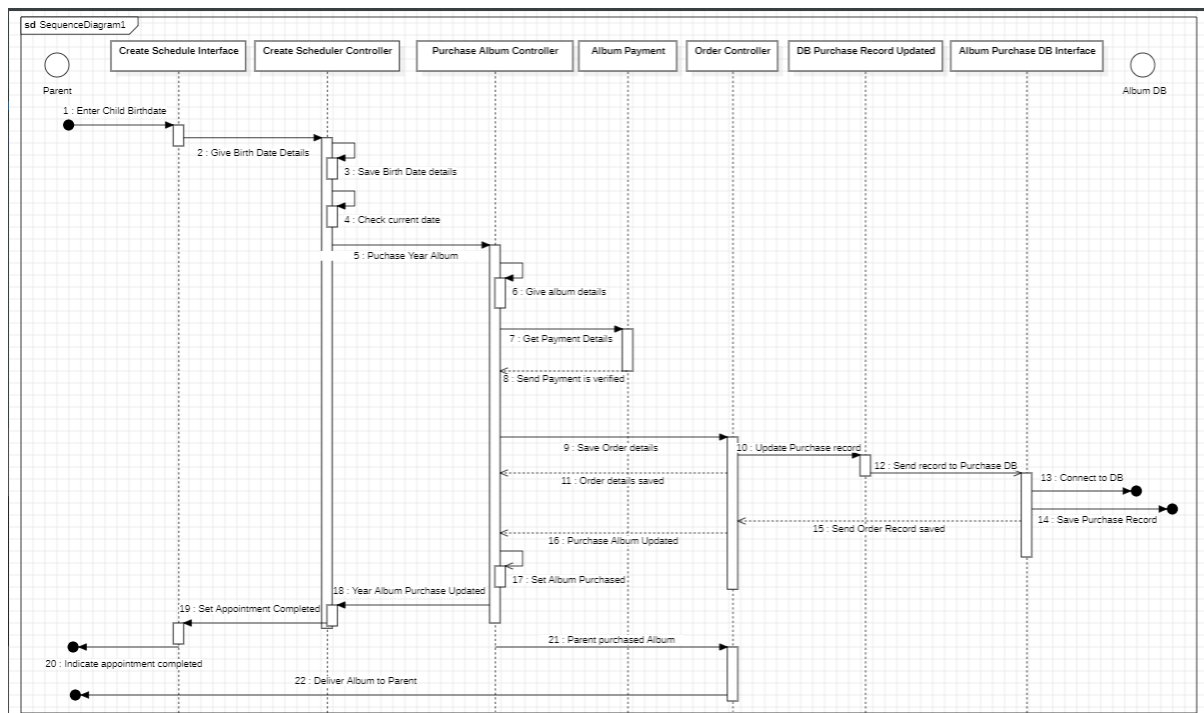 sd SequenceDiagram1
Create Schedule Interface
Create Scheduler Controller
Purchase Album Controller
Album Payment
Order Controller
DB Purchase Record Updated
Album Purchase DB Interface
Parent
Album DB
1 : Enter Child Birthdate
2 : Give Birth Date Details
3 : Save Birth Date details
4 : Check current date
5 : Puchase Year Album
6 : Give album details
7 : Get Payment Details
8 : Send Payment is verified
9 : Save Order details
10 : Update Purchase record
12 : Send record to Purchase DB
13 : Connect to DB
11 : Order details saved
14 : Save Purchase Record
15 : Send Order Record saved
16 : Purchase Album Updated
17 : Set Album Purchased
18 : Year Album Purchase Updated
19 : Set Appointment Completed
21 : Parent purchased Album
20 : Indicate appointment completed
22 : Deliver Album to Parent